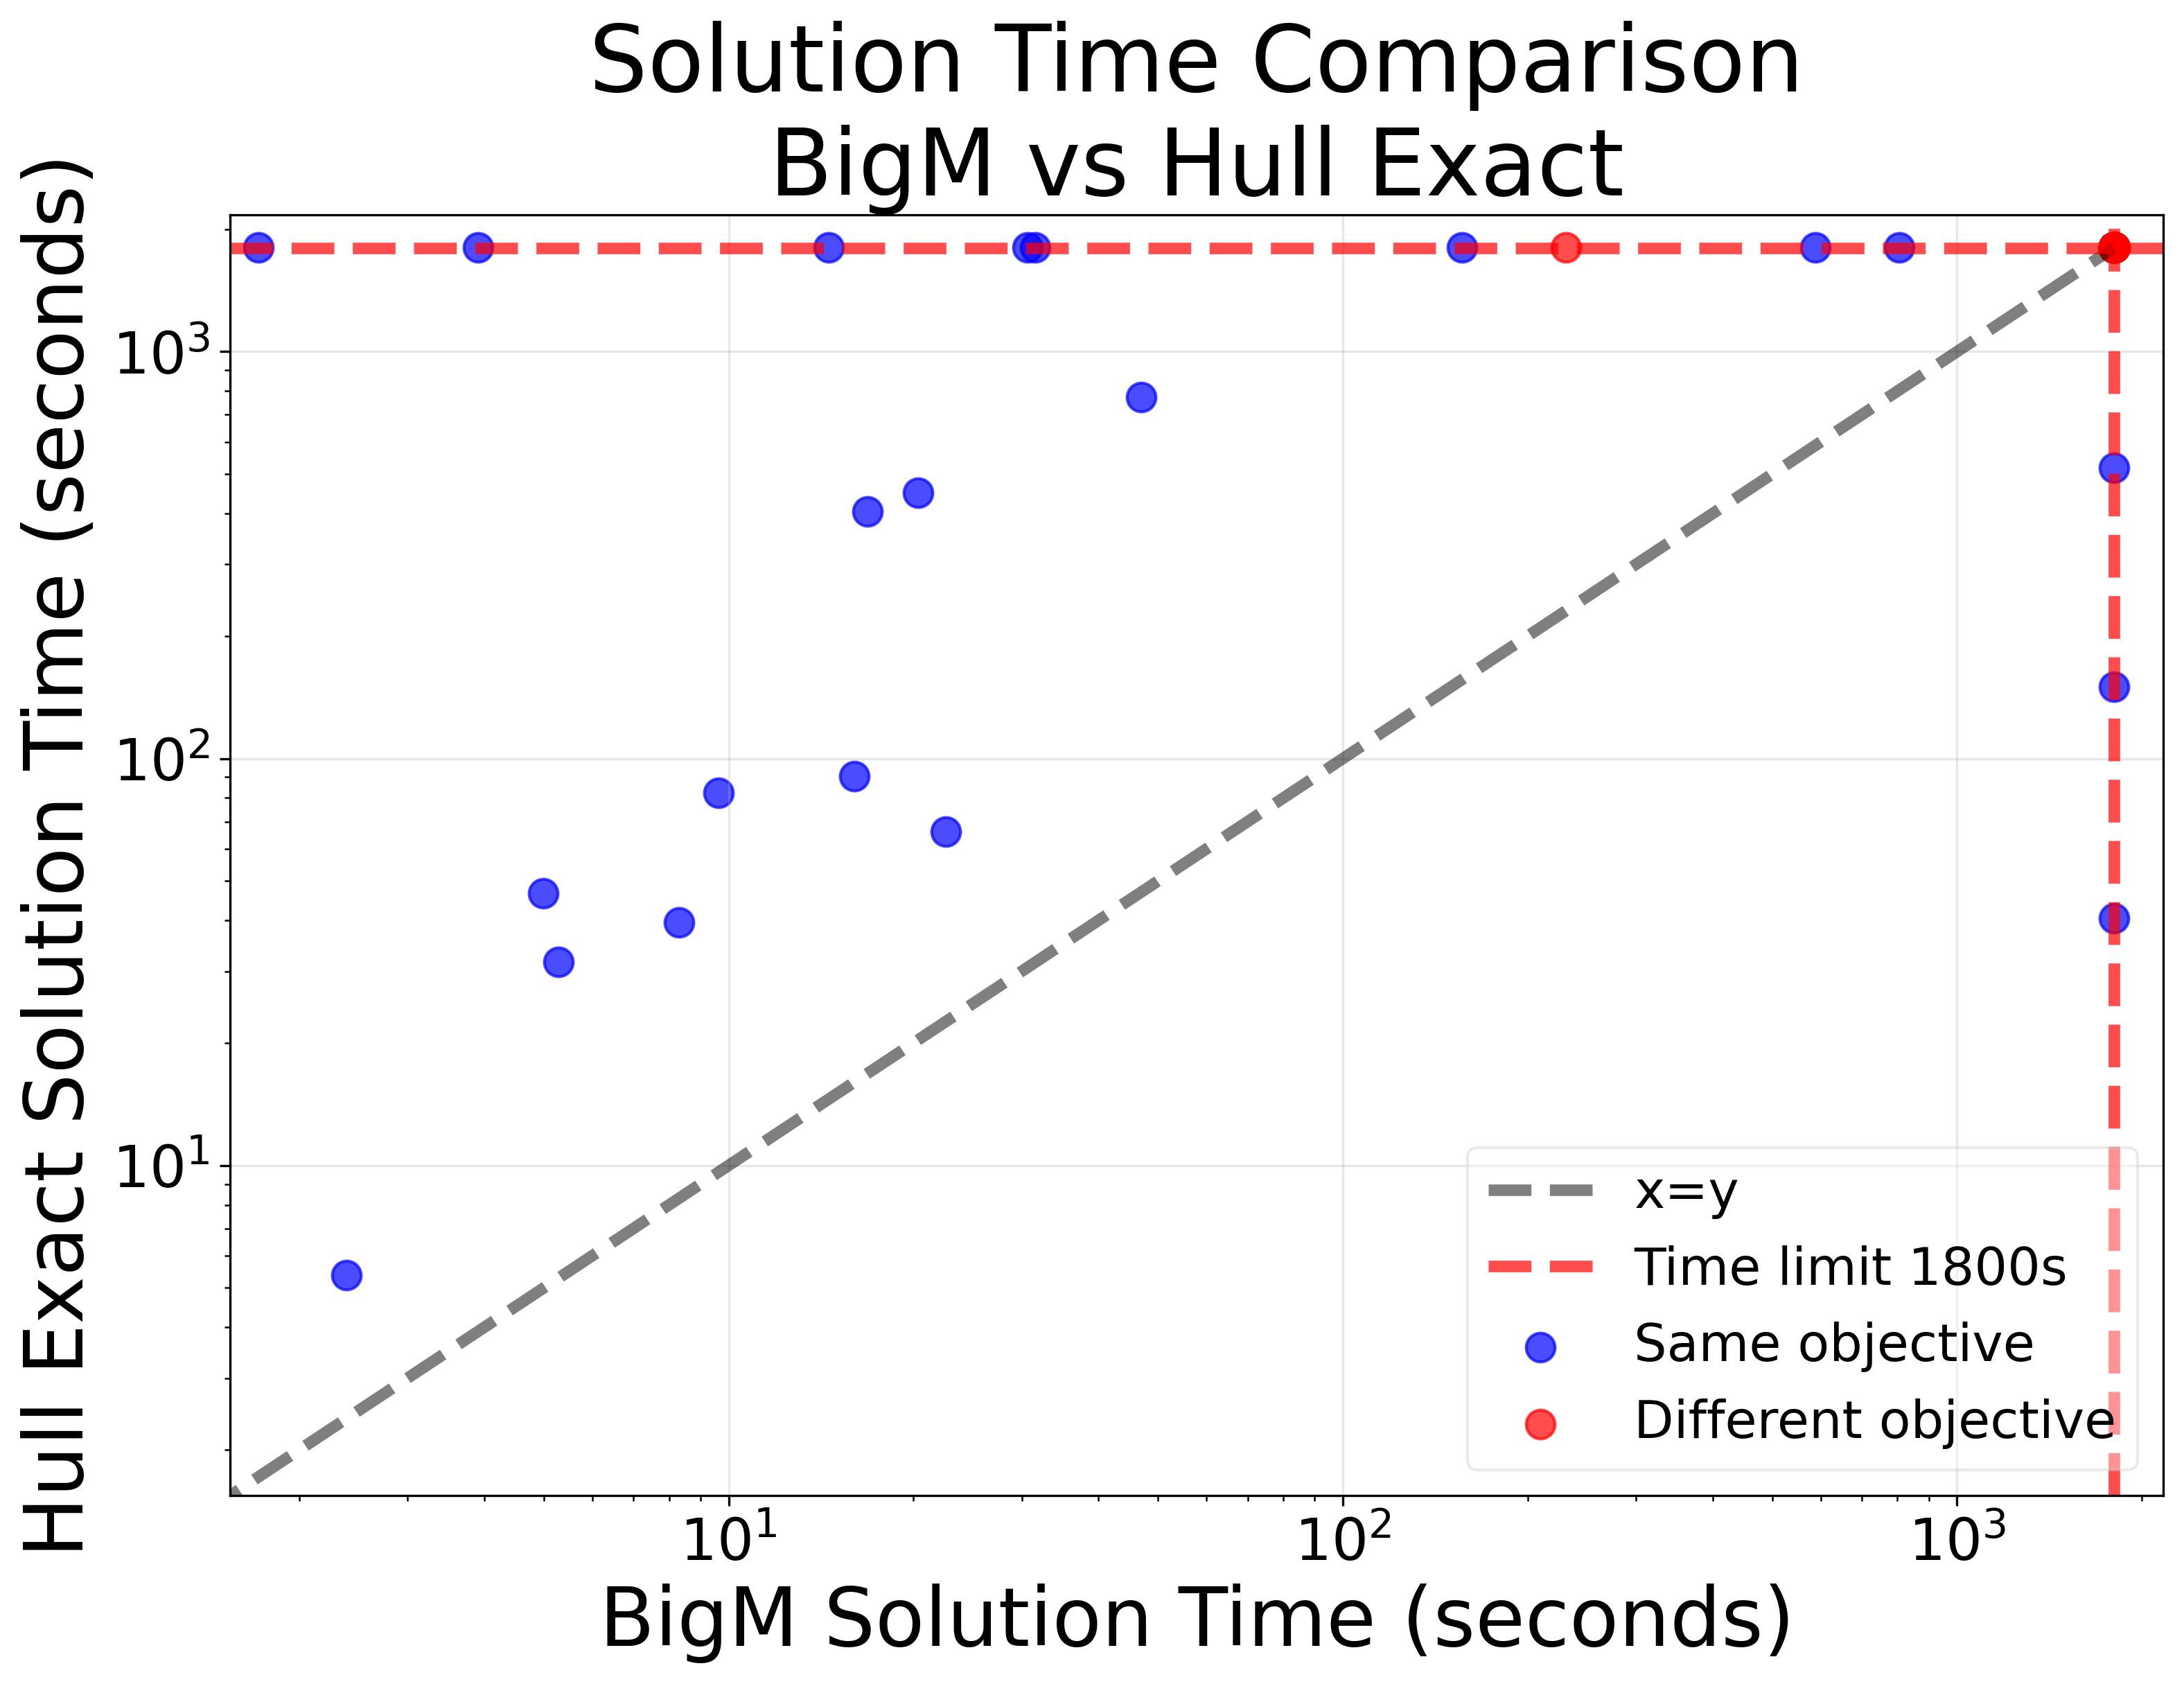 Solution Time Comparison
BigM vs Hull Exact
Hull Exact Solution Time (seconds)
10³
10²
10¹
x=y
Time limit 1800s
Same objective
Different objective
10¹ 10² 10³
BigM Solution Time (seconds)